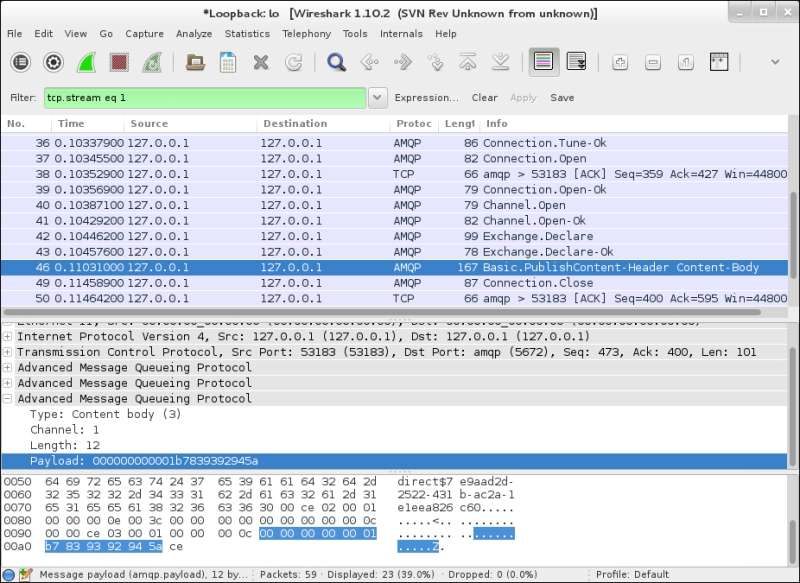 *Loopback: lo [Wireshark 1.10.2 (SVN Rev Unknown from unknown)]
File Edit View Go Capture Analyze Statistics Telephony Tools Internals Help
Filter: tcp.stream eq 1 Expression... Clear Apply Save
No. Time Source Destination Protoc Lengt Info
36 0.10337900 127.0.0.1 127.0.0.1 AMQP 86 Connection.Tune-Ok
37 0.10345500 127.0.0.1 127.0.0.1 AMQP 82 Connection.Open
38 0.10352900 127.0.0.1 127.0.0.1 TCP 66 amqp > 53183 [ACK] Seq=359 Ack=427 Win=44800
39 0.10356900 127.0.0.1 127.0.0.1 AMQP 79 Connection.Open-Ok
40 0.10387100 127.0.0.1 127.0.0.1 AMQP 79 Channel.Open
41 0.10429200 127.0.0.1 127.0.0.1 AMQP 82 Channel.Open-Ok
42 0.10446200 127.0.0.1 127.0.0.1 AMQP 99 Exchange.Declare
43 0.10457600 127.0.0.1 127.0.0.1 AMQP 78 Exchange.Declare-Ok
46 0.11031000 127.0.0.1 127.0.0.1 AMQP 167 Basic.PublishContent-Header Content-Body
49 0.11458900 127.0.0.1 127.0.0.1 AMQP 87 Connection.Close
50 0.11464200 127.0.0.1 127.0.0.1 TCP 66 amqp > 53183 [ACK] Seq=400 Ack=595 Win=44800
Internet Protocol Version 4, Src: 127.0.0.1 (127.0.0.1), Dst: 127.0.0.1 (127.0.0.1)
Transmission Control Protocol, Src Port: 53183 (53183), Dst Port: amqp (5672), Seq: 473, Ack: 400, Len: 101
Advanced Message Queueing Protocol
Advanced Message Queueing Protocol
Advanced Message Queueing Protocol
Type: Content body (3)
Channel: 1
Length: 12
Payload: 000000000001b7839392945a
0050 64 69 72 65 63 74 24 37 65 39 61 61 64 32 64 2d direct$7 e9aad2d-
0060 32 35 32 32 2d 34 33 31 62 2d 61 63 32 61 2d 31 2522-431 b-ac2a-1
0070 65 31 65 65 61 38 32 36 63 36 30 00 ce 02 00 01 e1eea826 c60.....
0080 00 00 00 0e 00 3c 00 00 00 00 00 00 00 00 00 0c .....<.. ........
0090 00 00 ce 03 00 01 00 00 00 0c 00 00 00 00 00 01 ........ ........
00a0 b7 83 93 92 94 5a ce .....Z.
Message payload (amqp.payload), 12 by... Packets: 59 · Displayed: 23 (39.0%) · Dropped: 0 (0.0%) Profile: Default